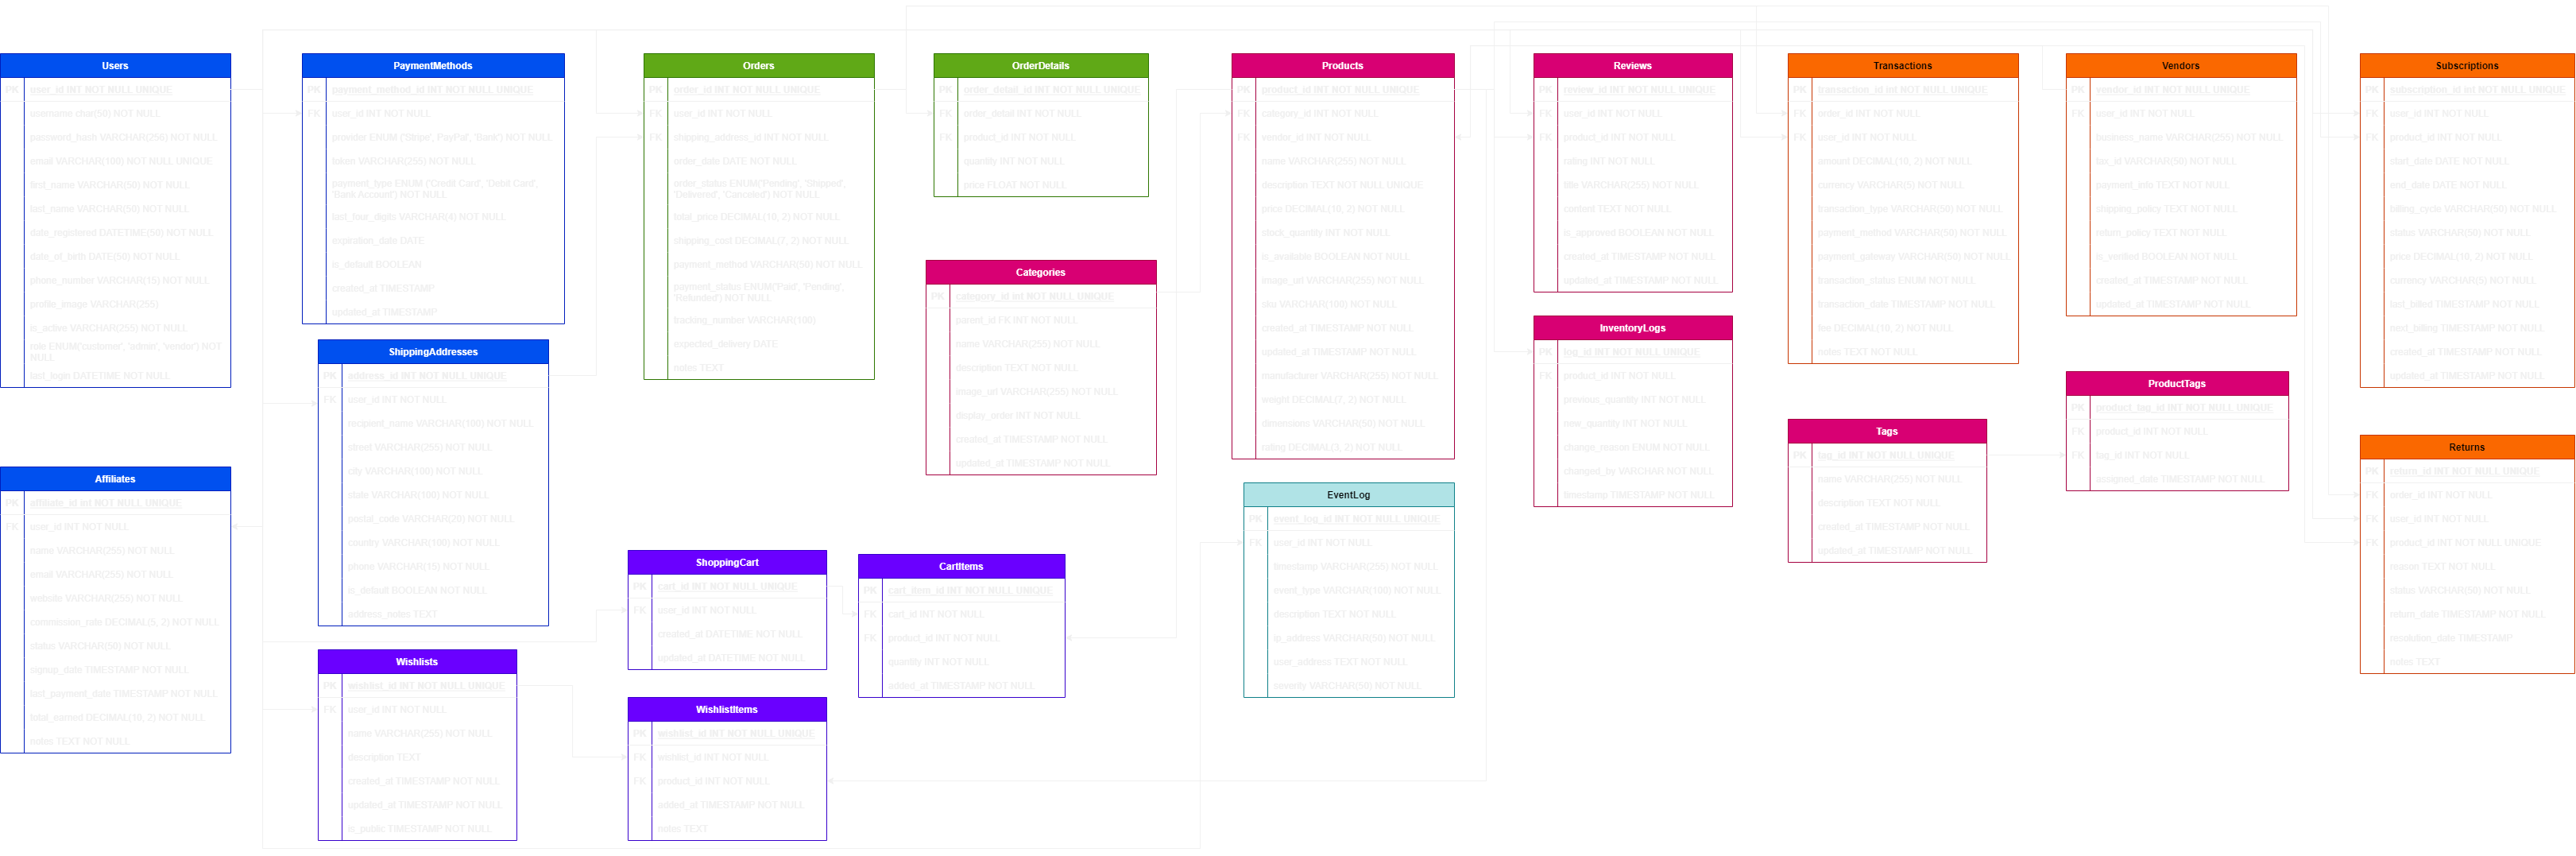 Users
PK user_id INT NOT NULL UNIQUE
username char(50) NOT NULL
password_hash VARCHAR(255) NOT NULL
email VARCHAR(100) NOT NULL UNIQUE
first_name VARCHAR(50) NOT NULL
last_name VARCHAR(50) NOT NULL
date_registered DATETIME(50) NOT NULL
date_of_birth DATE(50) NOT NULL
phone_number VARCHAR(15) NOT NULL
profile_image VARCHAR(255)
is_active VARCHAR(255) NOT NULL
role ENUM('customer', 'admin', 'vendor') NOT
NULL
last_login DATETIME NOT NULL
PaymentMethods
PK payment_method_id INT NOT NULL UNIQUE
FK user_id INT NOT NULL
provider ENUM ('Stripe', 'PayPal', 'Bank') NOT NULL
token VARCHAR(255) NOT NULL
payment_type ENUM ('Credit Card', 'Debit Card',
'Bank Account') NOT NULL
last_four_digits VARCHAR(4) NOT NULL
expiration_date DATE
is_default BOOLEAN
created_at TIMESTAMP
updated_at TIMESTAMP
Orders
PK order_id INT NOT NULL UNIQUE
FK user_id INT NOT NULL
FK shipping_address_id INT NOT NULL
order_date DATE NOT NULL
order_status ENUM('Pending', 'Shipped',
'Delivered', 'Canceled') NOT NULL
total_price DECIMAL(10, 2) NOT NULL
shipping_cost DECIMAL(7, 2) NOT NULL
payment_method VARCHAR(50) NOT NULL
payment_status ENUM('Paid', 'Pending',
'Refunded') NOT NULL
tracking_number VARCHAR(100)
expected_delivery DATE
notes TEXT
OrderDetails
PK order_detail_id INT NOT NULL UNIQUE
FK order_detail INT NOT NULL
FK product_id INT NOT NULL
quantity INT NOT NULL
price FLOAT NOT NULL
Products
PK product_id INT NOT NULL UNIQUE
FK category_id INT NOT NULL
FK vendor_id INT NOT NULL
name VARCHAR(255) NOT NULL
description TEXT NOT NULL UNIQUE
price DECIMAL(10, 2) NOT NULL
stock_quantity INT NOT NULL
is_available BOOLEAN NOT NULL
image_url VARCHAR(255) NOT NULL
sku VARCHAR(100) NOT NULL
created_at TIMESTAMP NOT NULL
updated_at TIMESTAMP NOT NULL
manufacturer VARCHAR(255) NOT NULL
weight DECIMAL(7, 2) NOT NULL
dimensions VARCHAR(50) NOT NULL
rating DECIMAL(3, 2) NOT NULL
Reviews
PK review_id INT NOT NULL UNIQUE
FK user_id INT NOT NULL
FK product_id INT NOT NULL
rating INT NOT NULL
title VARCHAR(255) NOT NULL
content TEXT NOT NULL
is_approved BOOLEAN NOT NULL
created_at TIMESTAMP NOT NULL
updated_at TIMESTAMP NOT NULL
Transactions
PK transaction_id int NOT NULL UNIQUE
FK order_id INT NOT NULL
FK user_id INT NOT NULL
amount DECIMAL(10, 2) NOT NULL
currency VARCHAR(5) NOT NULL
transaction_type VARCHAR(50) NOT NULL
payment_method VARCHAR(50) NOT NULL
payment_gateway VARCHAR(50) NOT NULL
transaction_status ENUM NOT NULL
transaction_date TIMESTAMP NOT NULL
fee DECIMAL(10, 2) NOT NULL
notes TEXT NOT NULL
Vendors
PK vendor_id INT NOT NULL UNIQUE
FK user_id INT NOT NULL
business_name VARCHAR(255) NOT NULL
tax_id VARCHAR(50) NOT NULL
payment_info TEXT NOT NULL
shipping_policy TEXT NOT NULL
return_policy TEXT NOT NULL
is_verified BOOLEAN NOT NULL
created_at TIMESTAMP NOT NULL
updated_at TIMESTAMP NOT NULL
Subscriptions
PK subscription_id int NOT NULL UNIQUE
FK user_id INT NOT NULL
FK product_id INT NOT NULL
start_date DATE NOT NULL
end_date DATE NOT NULL
billing_cycle VARCHAR(50) NOT NULL
status VARCHAR(50) NOT NULL
price DECIMAL(10, 2) NOT NULL
currency VARCHAR(5) NOT NULL
last_billed TIMESTAMP NOT NULL
next_billing TIMESTAMP NOT NULL
created_at TIMESTAMP NOT NULL
updated_at TIMESTAMP NOT NULL
Categories
PK category_id int NOT NULL UNIQUE
parent_id FK INT NOT NULL
name VARCHAR(255) NOT NULL
description TEXT NOT NULL
image_url VARCHAR(255) NOT NULL
display_order INT NOT NULL
created_at TIMESTAMP NOT NULL
updated_at TIMESTAMP NOT NULL
InventoryLogs
PK log_id INT NOT NULL UNIQUE
FK product_id INT NOT NULL
previous_quantity INT NOT NULL
new_quantity INT NOT NULL
change_reason ENUM NOT NULL
changed_by VARCHAR NOT NULL
timestamp TIMESTAMP NOT NULL
ShippingAddresses
PK address_id INT NOT NULL UNIQUE
FK user_id INT NOT NULL
recipient_name VARCHAR(100) NOT NULL
street VARCHAR(255) NOT NULL
city VARCHAR(100) NOT NULL
state VARCHAR(100) NOT NULL
postal_code VARCHAR(20) NOT NULL
country VARCHAR(100) NOT NULL
phone VARCHAR(15) NOT NULL
is_default BOOLEAN NOT NULL
address_notes TEXT
ProductTags
PK product_tag_id INT NOT NULL UNIQUE
FK product_id INT NOT NULL
FK tag_id INT NOT NULL
assigned_date TIMESTAMP NOT NULL
Tags
PK tag_id INT NOT NULL UNIQUE
name VARCHAR(255) NOT NULL
description TEXT NOT NULL
created_at TIMESTAMP NOT NULL
updated_at TIMESTAMP NOT NULL
Returns
PK return_id INT NOT NULL UNIQUE
FK order_id INT NOT NULL
FK user_id INT NOT NULL
FK product_id INT NOT NULL UNIQUE
reason TEXT NOT NULL
status VARCHAR(50) NOT NULL
return_date TIMESTAMP NOT NULL
resolution_date TIMESTAMP
notes TEXT
Affiliates
PK affiliate_id int NOT NULL UNIQUE
FK user_id INT NOT NULL
name VARCHAR(255) NOT NULL
email VARCHAR(255) NOT NULL
website VARCHAR(255) NOT NULL
commission_rate DECIMAL(5, 2) NOT NULL
status VARCHAR(50) NOT NULL
signup_date TIMESTAMP NOT NULL
last_payment_date TIMESTAMP NOT NULL
total_earned DECIMAL(10, 2) NOT NULL
notes TEXT NOT NULL
EventLog
PK event_log_id INT NOT NULL UNIQUE
FK user_id INT NOT NULL
timestamp VARCHAR(255) NOT NULL
event_type VARCHAR(100) NOT NULL
description TEXT NOT NULL
ip_address VARCHAR(50) NOT NULL
user_address TEXT NOT NULL
severity VARCHAR(50) NOT NULL
ShoppingCart
PK cart_id INT NOT NULL UNIQUE
FK user_id INT NOT NULL
created_at DATETIME NOT NULL
updated_at DATETIME NOT NULL
CartItems
PK cart_item_id INT NOT NULL UNIQUE
FK cart_id INT NOT NULL
FK product_id INT NOT NULL
quantity INT NOT NULL
added_at TIMESTAMP NOT NULL
Wishlists
PK wishlist_id INT NOT NULL UNIQUE
FK user_id INT NOT NULL
name VARCHAR(255) NOT NULL
description TEXT
created_at TIMESTAMP NOT NULL
updated_at TIMESTAMP NOT NULL
is_public TIMESTAMP NOT NULL
WishlistItems
PK wishlist_id INT NOT NULL UNIQUE
FK wishlist_id INT NOT NULL
FK product_id INT NOT NULL
added_at TIMESTAMP NOT NULL
notes TEXT